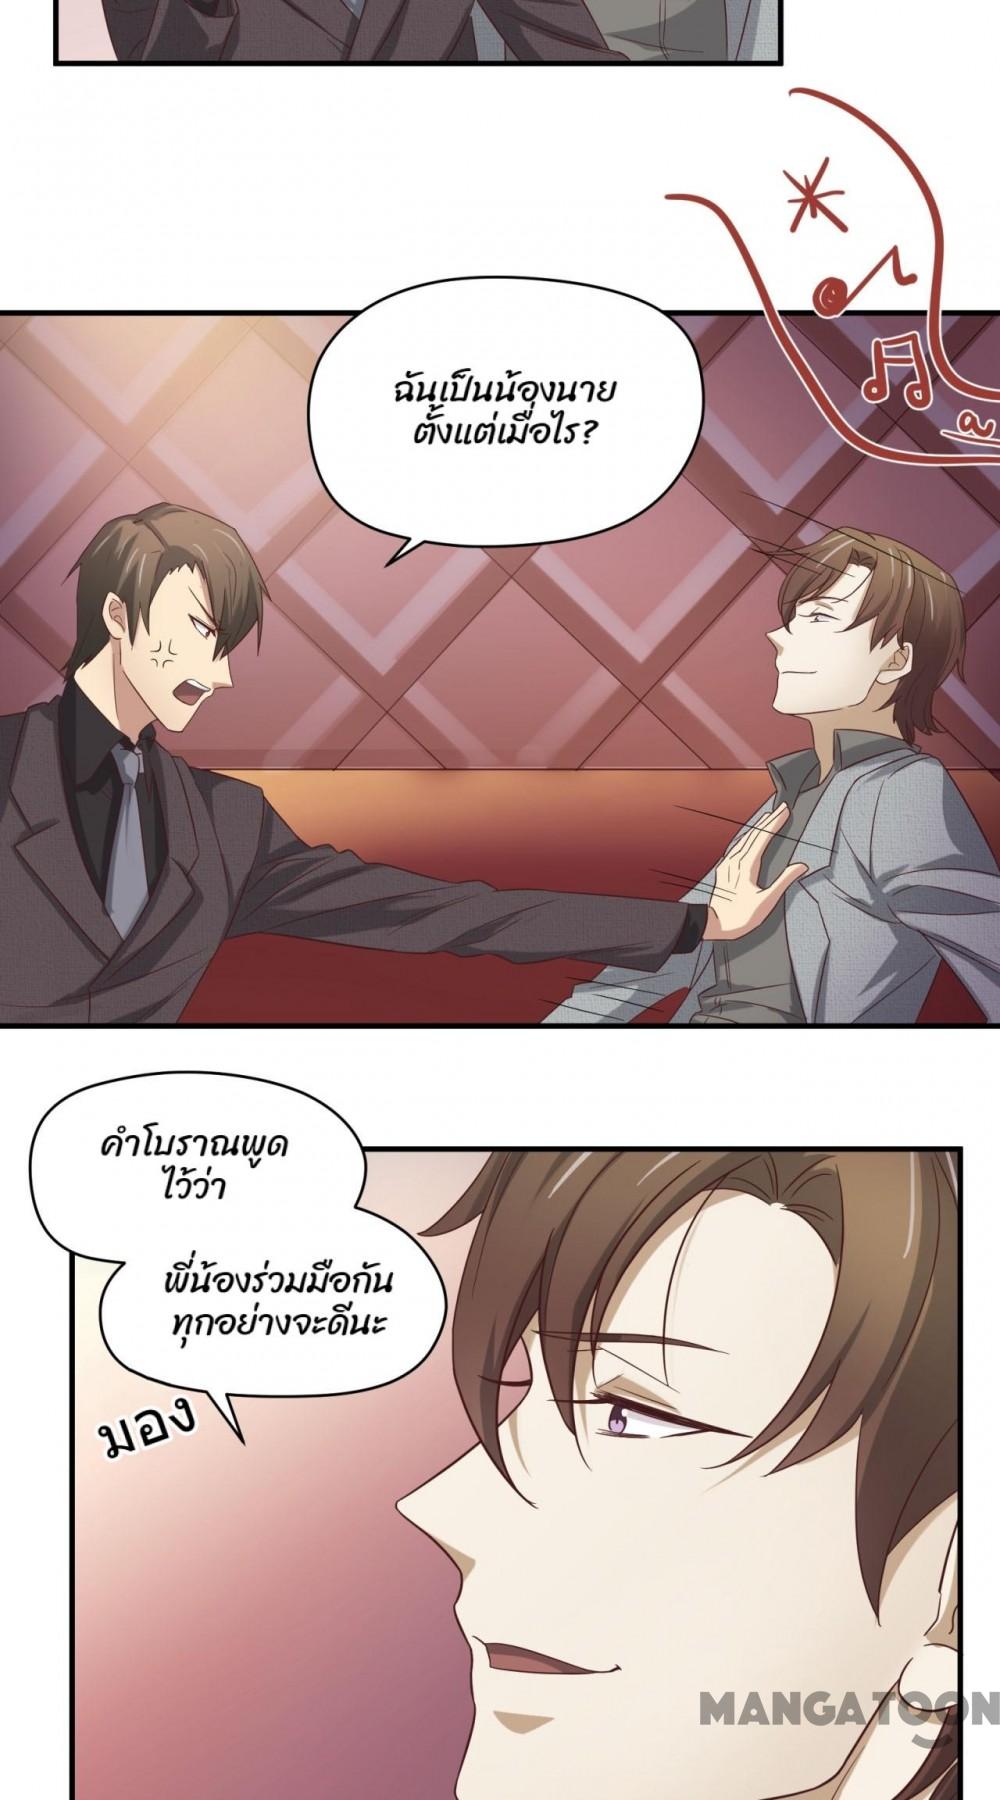 ฉันเป็นน้องนาย
ตั้งแต่เมื่อไร?
คำโบราณพูด
ไว้ว่า
พี่น้องร่วมมือกัน
ทุกอย่างจะดีนะ
มอง
MANGATOON